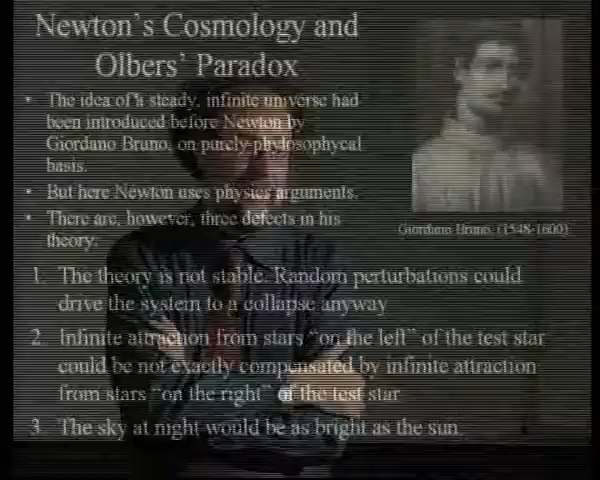 Newton's Cosmology and
Olbers' Paradox
• The idea of a steady, infinite universe had
been introduced before Newton by
Giordano Bruno, on purely phylosophycal
basis.
• But here Newton uses physics arguments.
• There are, however, three defects in his
theory:
Giordano Bruno, (1548-1600)
1. The theory is not stable. Random perturbations could
drive the system to a collapse anyway
2. Infinite attraction from stars "on the left" of the test star
could be not exactly compensated by infinite attraction
from stars "on the right" of the test star
3. The sky at night would be as bright as the sun.